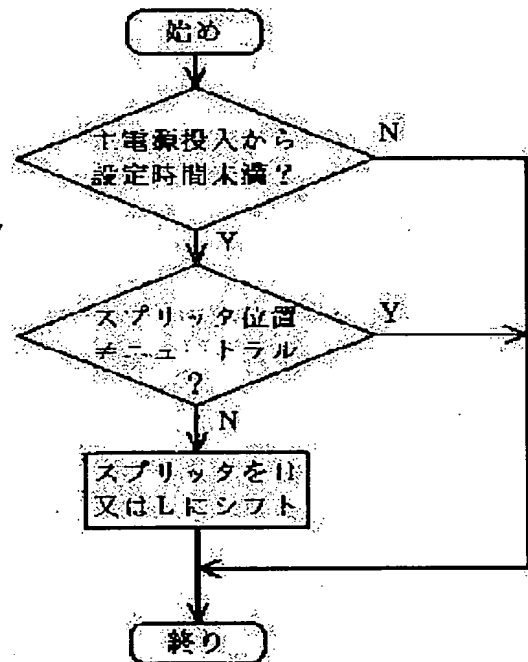 始め
主電源投入から
設定時間未満?
N
Y
スプリッタ位置
≠ニュートラル
?
Y
N
スプリッタをH
又はLにシフト
終り